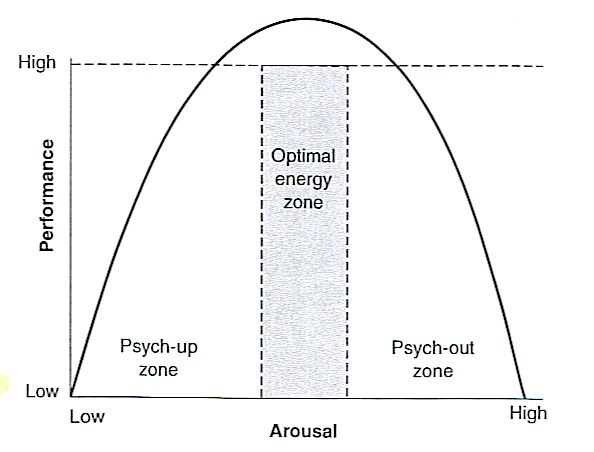 High
Performance
Optimal
energy
zone
Psych-up
zone
Psych-out
zone
Low
Low
High
Arousal